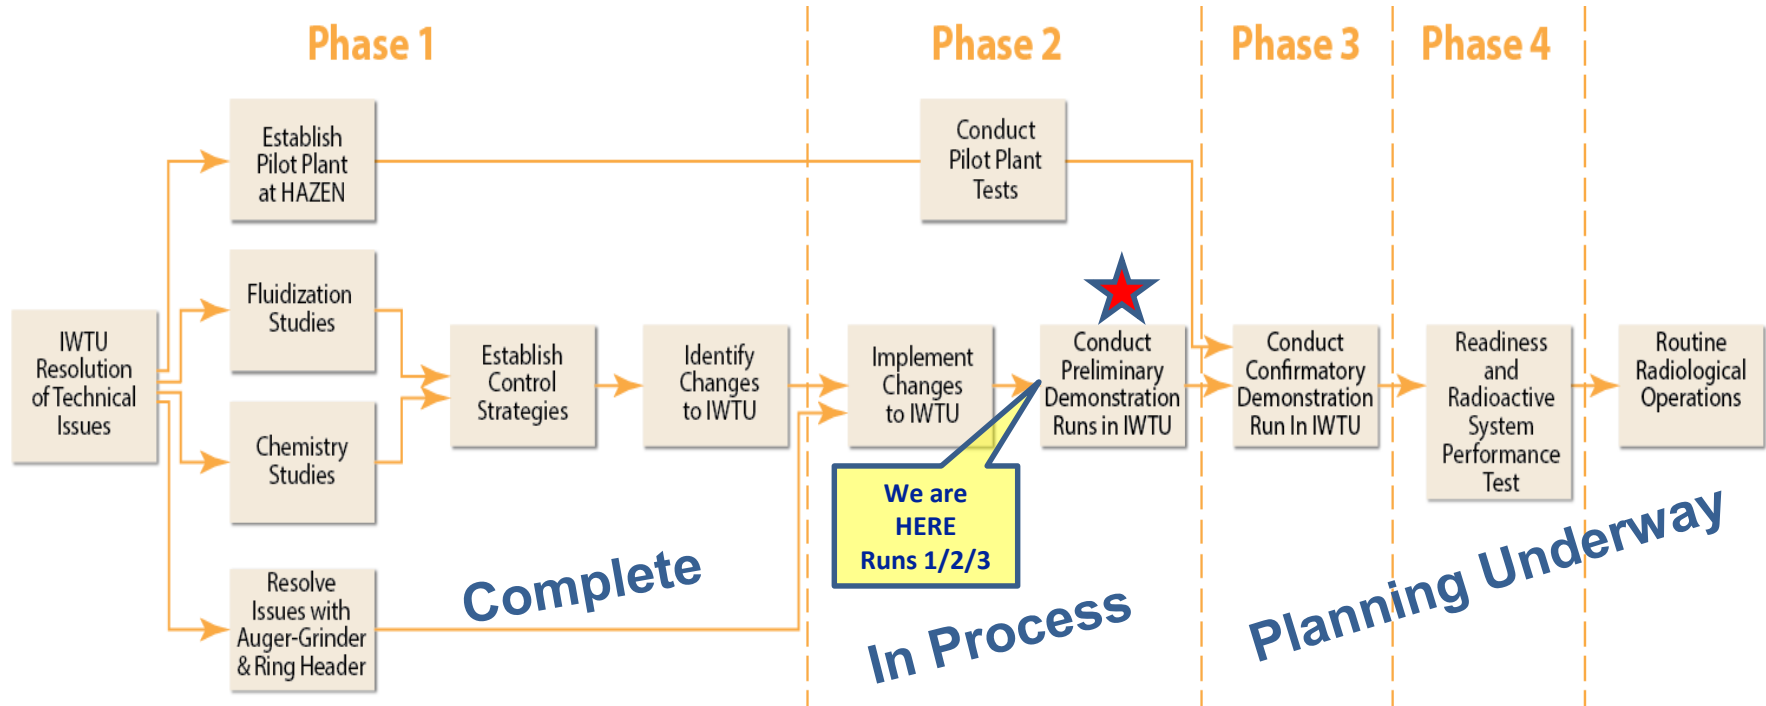 Phase 1
Phase 2
Phase 3
Phase 4
IWTU
Resolution
of Technical
Issues
Establish
Pilot Plant
at HAZEN
Fluidization
Studies
Chemistry
Studies
Resolve
Issues with
Auger-Grinder
& Ring Header
Establish
Control
Strategies
Identify
Changes
to IWTU
Conduct
Pilot Plant
Tests
Implement
Changes
to IWTU
Conduct
Preliminary
Demonstration
Runs in IWTU
We are
HERE
Runs 1/2/3
Conduct
Confirmatory
Demonstration
Run In IWTU
Readiness
and
Radioactive
System
Performance
Test
Routine
Radiological
Operations
Complete
In Process
Planning Underway